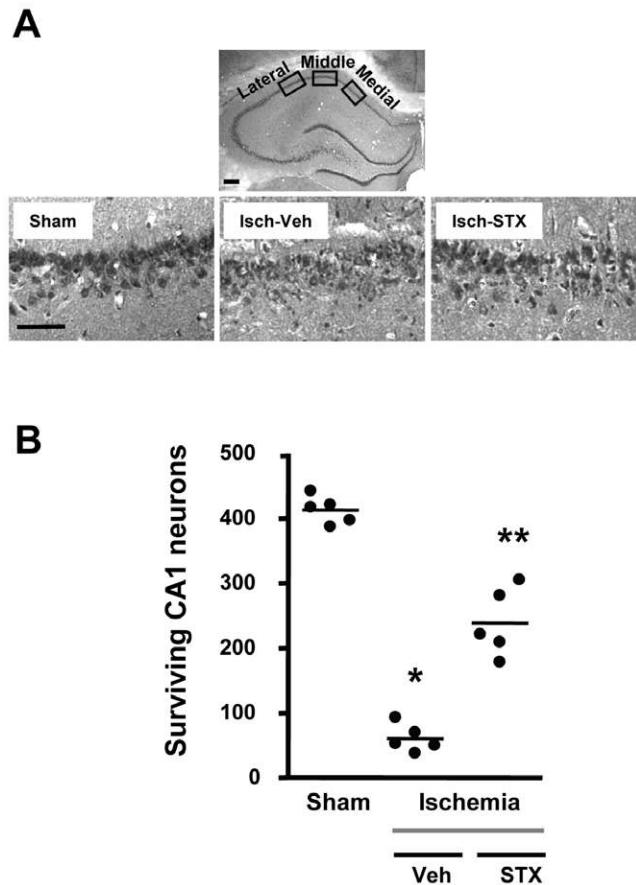 A
Lateral Middle Medial
Sham Isch-Veh Isch-STX
B
Surviving CA1 neurons
500
400
300
200
100
0
*
**
Sham Ischemia
Veh STX